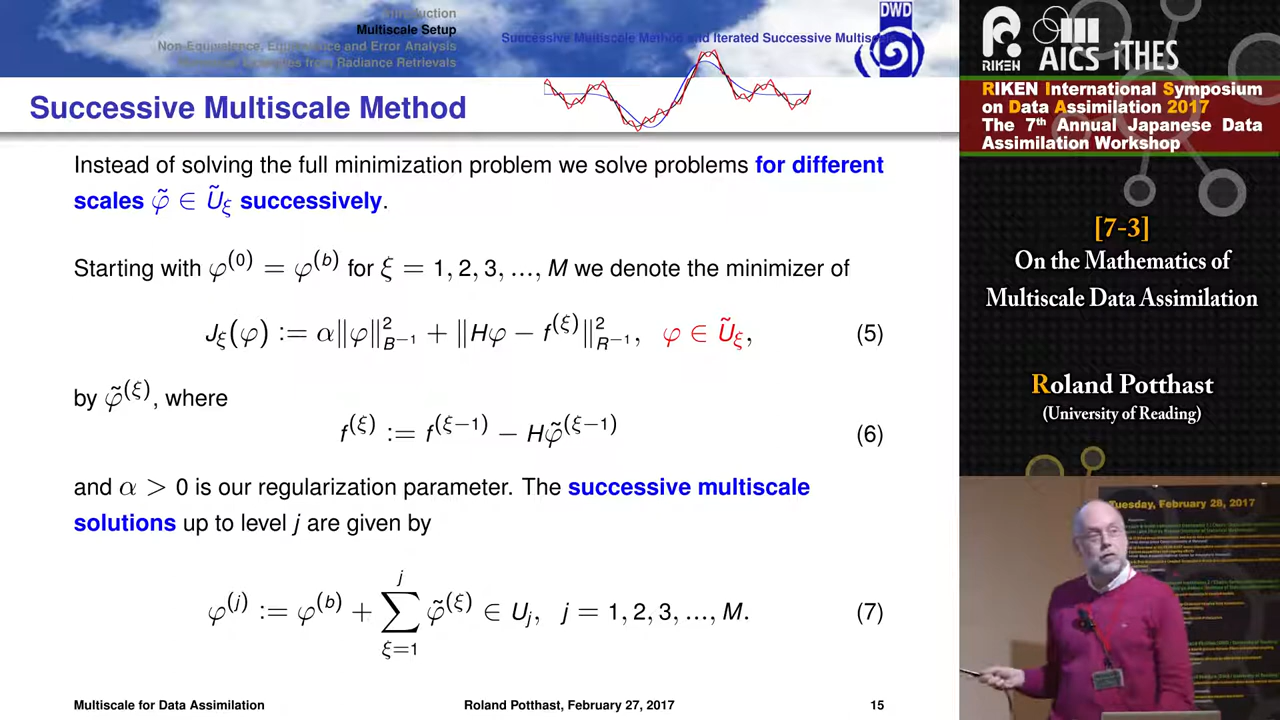 Introduction
Multiscale Setup
Non-Equivalence, Equivalence and Error Analysis
Numerical Examples from Radiance Retrievals
Successive Multiscale Method and Iterated Successive Multis
DWD
Successive Multiscale Method
Instead of solving the full minimization problem we solve problems for different
scales φ̃ ∈ Ũ_ξ successively.
Starting with φ^(0) = φ^(b) for ξ = 1, 2, 3, ..., M we denote the minimizer of
J_ξ(φ) := α‖φ‖²_{B⁻¹} + ‖Hφ − f^(ξ)‖²_{R⁻¹}, φ ∈ Ũ_ξ, (5)
by φ̃^(ξ), where
f^(ξ) := f^(ξ−1) − Hφ̃^(ξ−1) (6)
and α > 0 is our regularization parameter. The successive multiscale
solutions up to level j are given by
φ^(j) := φ^(b) + ∑_{ξ=1}^{j} φ̃^(ξ) ∈ U_j, j = 1, 2, 3, ..., M. (7)
Multiscale for Data Assimilation
Roland Potthast, February 27, 2017
15
RIKEN AICS iTHES
RIKEN International Symposium
on Data Assimilation 2017
The 7th Annual Japanese Data
Assimilation Workshop
[7-3]
On the Mathematics of
Multiscale Data Assimilation
Roland Potthast
(University of Reading)
Tuesday, February 28, 2017